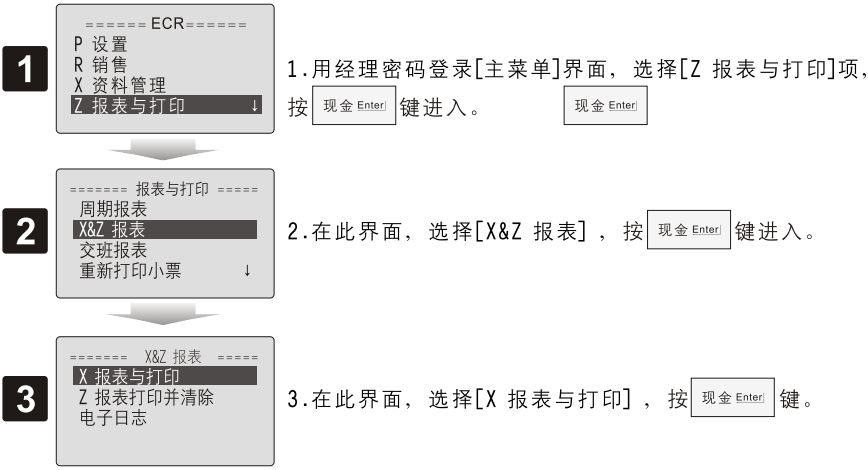 1
====== ECR======
P 设置
R 销售
X 资料管理
Z 报表与打印 ↓
1.用经理密码登录[主菜单]界面，选择[Z 报表与打印]项，
按 现金 Enter 键进入。 现金 Enter
2
======= 报表与打印 =====
周期报表
X&Z 报表
交班报表
重新打印小票 ↓
2.在此界面，选择[X&Z 报表] ，按 现金 Enter 键进入。
3
======= X&Z 报表 =====
X 报表与打印
Z 报表打印并清除
电子日志
3.在此界面，选择[X 报表与打印] ，按 现金 Enter 键。